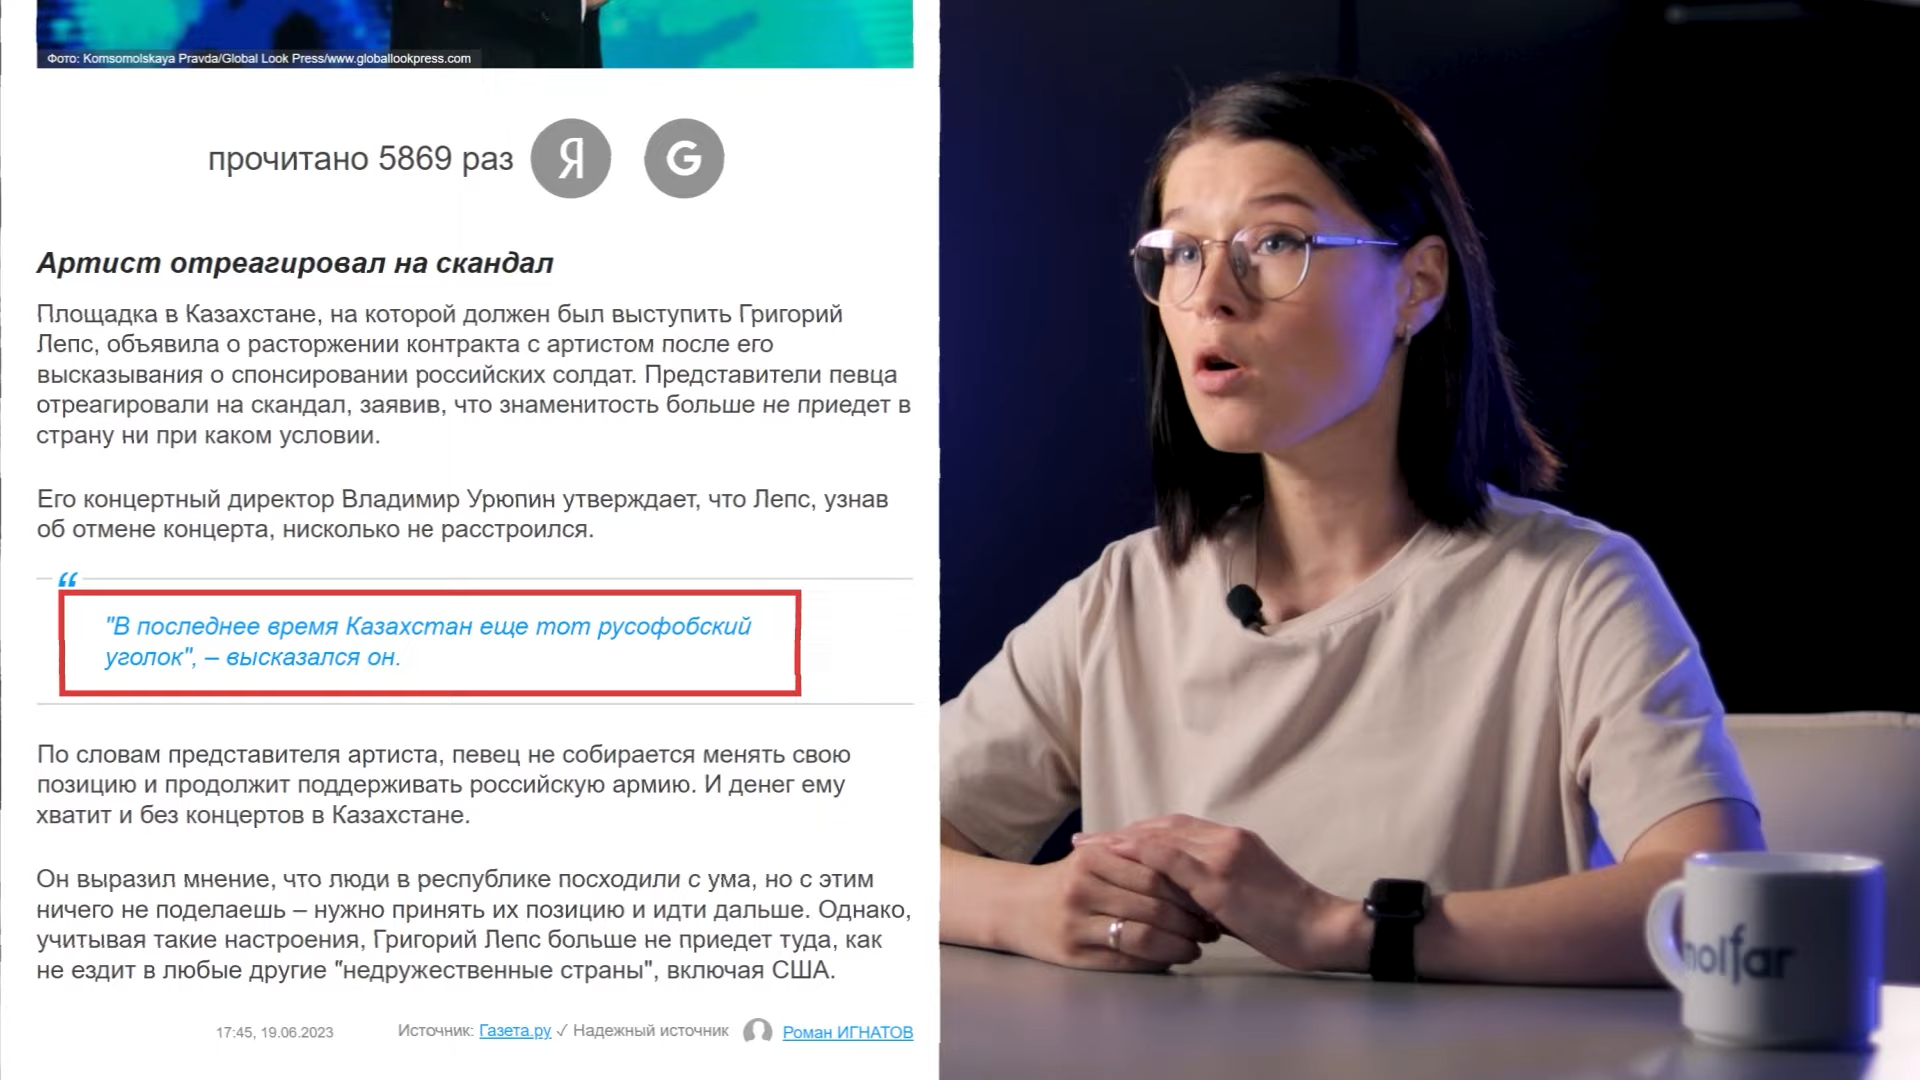 Фото: Komsomolskaya Pravda/Global Look Press/www.globallookpress.com
прочитано 5869 раз
Я
G
Артист отреагировал на скандал
Площадка в Казахстане, на которой должен был выступить Григорий
Лепс, объявила о расторжении контракта с артистом после его
высказывания о спонсировании российских солдат. Представители певца
отреагировали на скандал, заявив, что знаменитость больше не приедет в
страну ни при каком условии.
Его концертный директор Владимир Урюпин утверждает, что Лепс, узнав
об отмене концерта, нисколько не расстроился.
“
"В последнее время Казахстан еще тот русофобский
уголок", – высказался он.
По словам представителя артиста, певец не собирается менять свою
позицию и продолжит поддерживать российскую армию. И денег ему
хватит и без концертов в Казахстане.
Он выразил мнение, что люди в республике посходили с ума, но с этим
ничего не поделаешь – нужно принять их позицию и идти дальше. Однако,
учитывая такие настроения, Григорий Лепс больше не приедет туда, как
не ездит в любые другие "недружественные страны", включая США.
17:45, 19.06.2023 Источник: Газета.ру ✓ Надежный источник Роман ИГНАТОВ
molfar